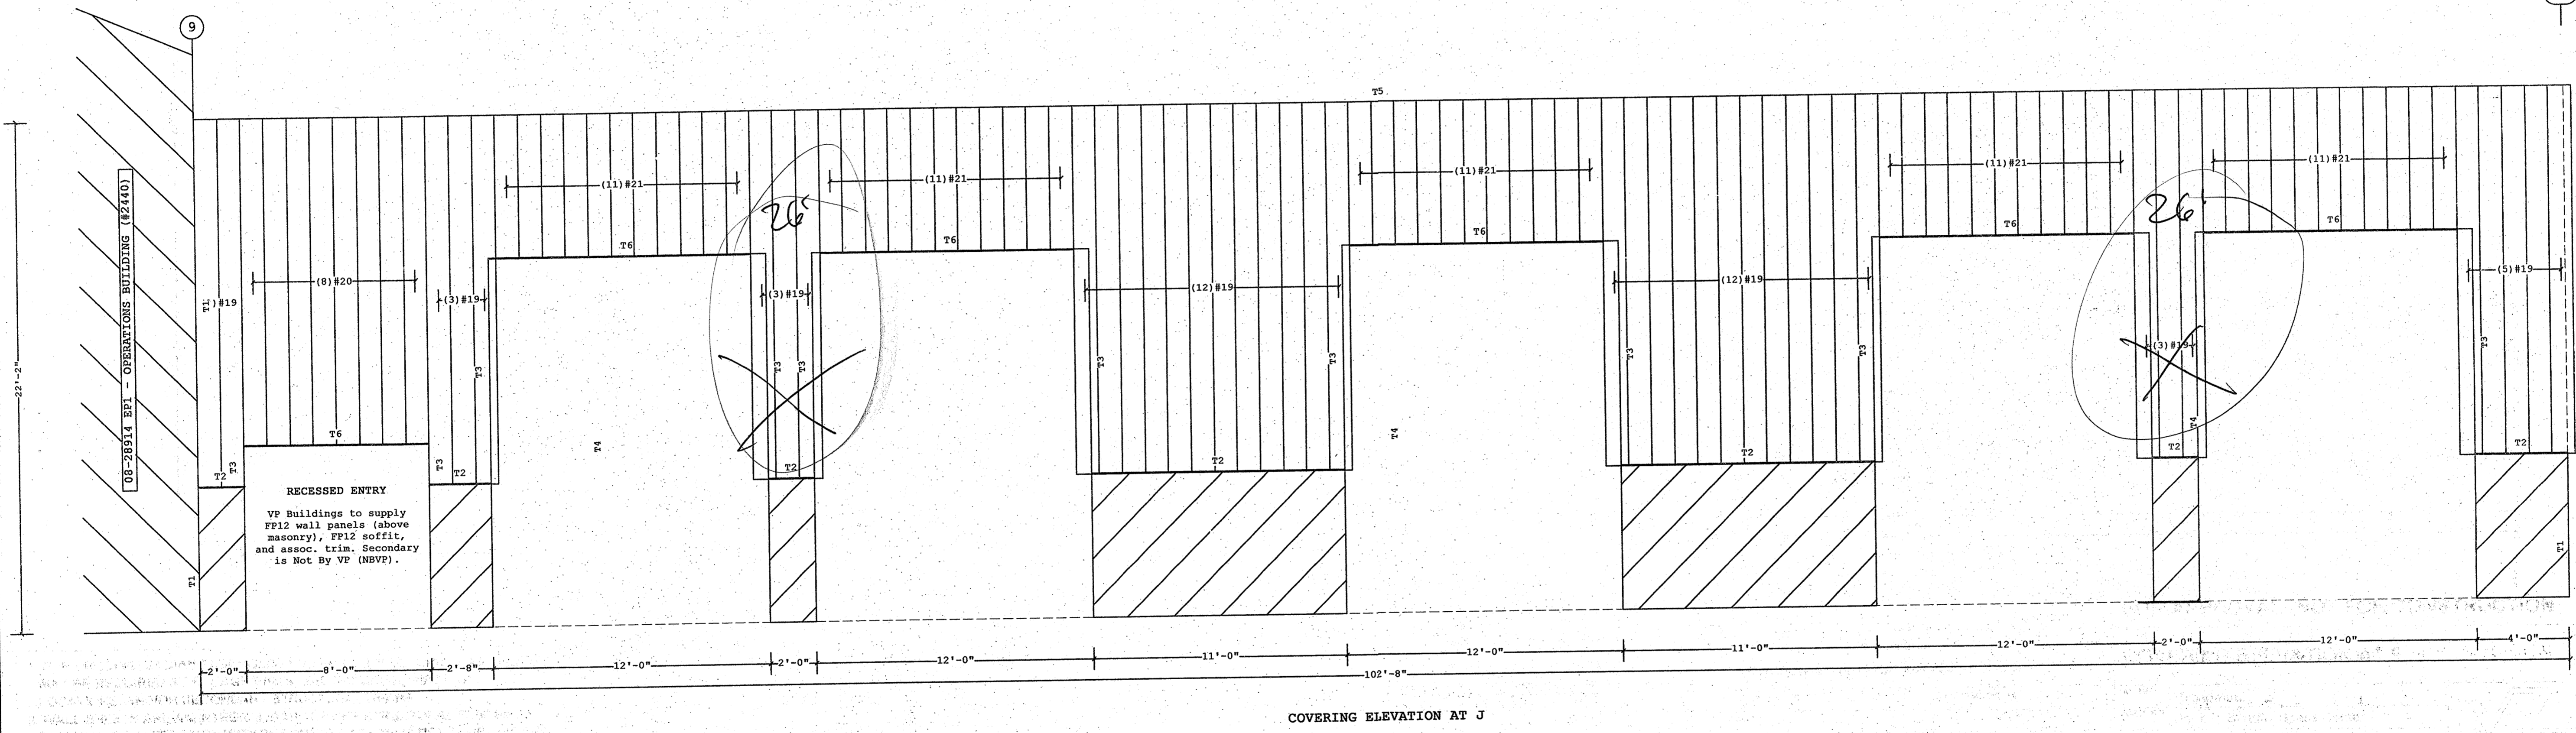 9
T5
08-28914 EP1 - OPERATIONS BUILDING (#2440)
22'-2"
(11)#21
(11)#21
(11)#21
(11)#21
(11)#21
26'
26'
T6
T6
T6
T6
T6
T1
)#19
(8)#20
(3)#19
(3)#19
(12)#19
(12)#19
(3)#19
(5)#19
T3
T3
T3
T3
T3
T3
T3
T3
T6
T4
T4
T4
T3
T3
T2
T2
T2
T2
T2
T2
T2
RECESSED ENTRY
VP Buildings to supply
FP12 wall panels (above
masonry), FP12 soffit,
and assoc. trim. Secondary
is Not By VP (NBVP).
T1
T1
2'-0"
8'-0"
2'-8"
12'-0"
2'-0"
12'-0"
11'-0"
12'-0"
11'-0"
12'-0"
2'-0"
12'-0"
4'-0"
102'-8"
COVERING ELEVATION AT J